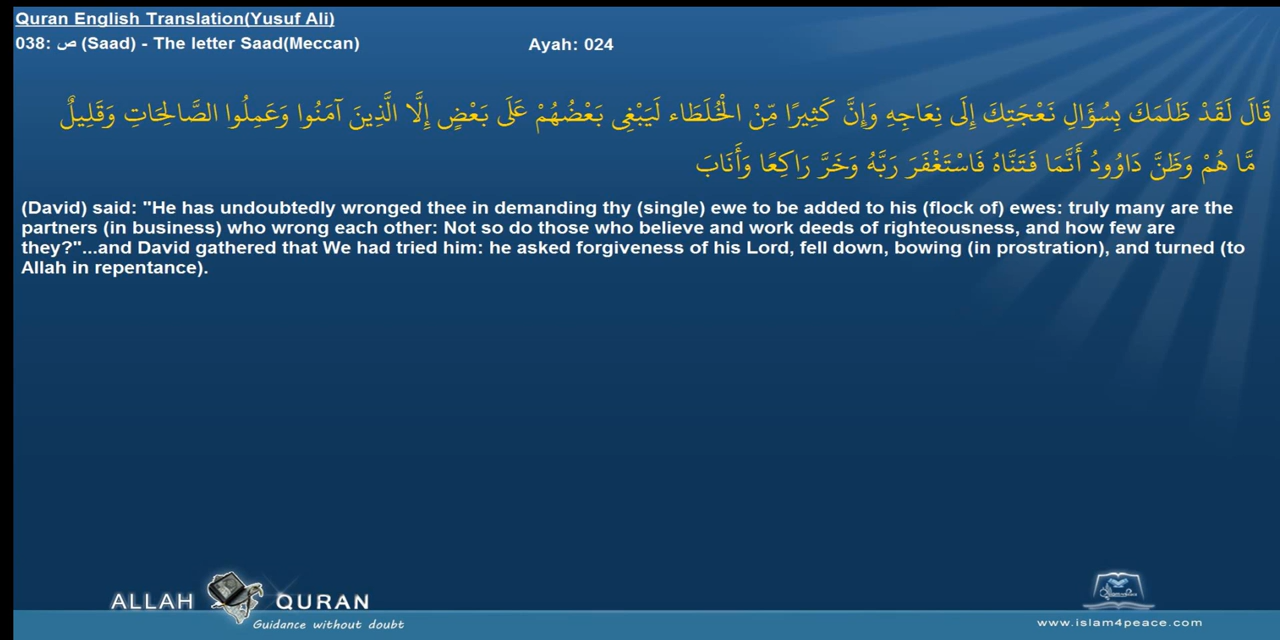 Quran English Translation(Yusuf Ali)
038: ص (Saad) - The letter Saad(Meccan) Ayah: 024
قَالَ لَقَدْ ظَلَمَكَ بِسُؤَالِ نَعْجَتِكَ إِلَى نِعَاجِهِ وَإِنَّ كَثِيرًا مِّنْ الْخُلَطَاء لَيَبْغِي بَعْضُهُمْ عَلَى بَعْضٍ إِلَّا الَّذِينَ آمَنُوا وَعَمِلُوا الصَّالِحَاتِ وَقَلِيلٌ
مَّا هُمْ وَظَنَّ دَاوُودُ أَنَّمَا فَتَنَّاهُ فَاسْتَغْفَرَ رَبَّهُ وَخَرَّ رَاكِعًا وَأَنَابَ
(David) said: "He has undoubtedly wronged thee in demanding thy (single) ewe to be added to his (flock of) ewes: truly many are the
partners (in business) who wrong each other: Not so do those who believe and work deeds of righteousness, and how few are
they?"...and David gathered that We had tried him: he asked forgiveness of his Lord, fell down, bowing (in prostration), and turned (to
Allah in repentance).
ALLAH QURAN
Guidance without doubt
www.islam4peace.com